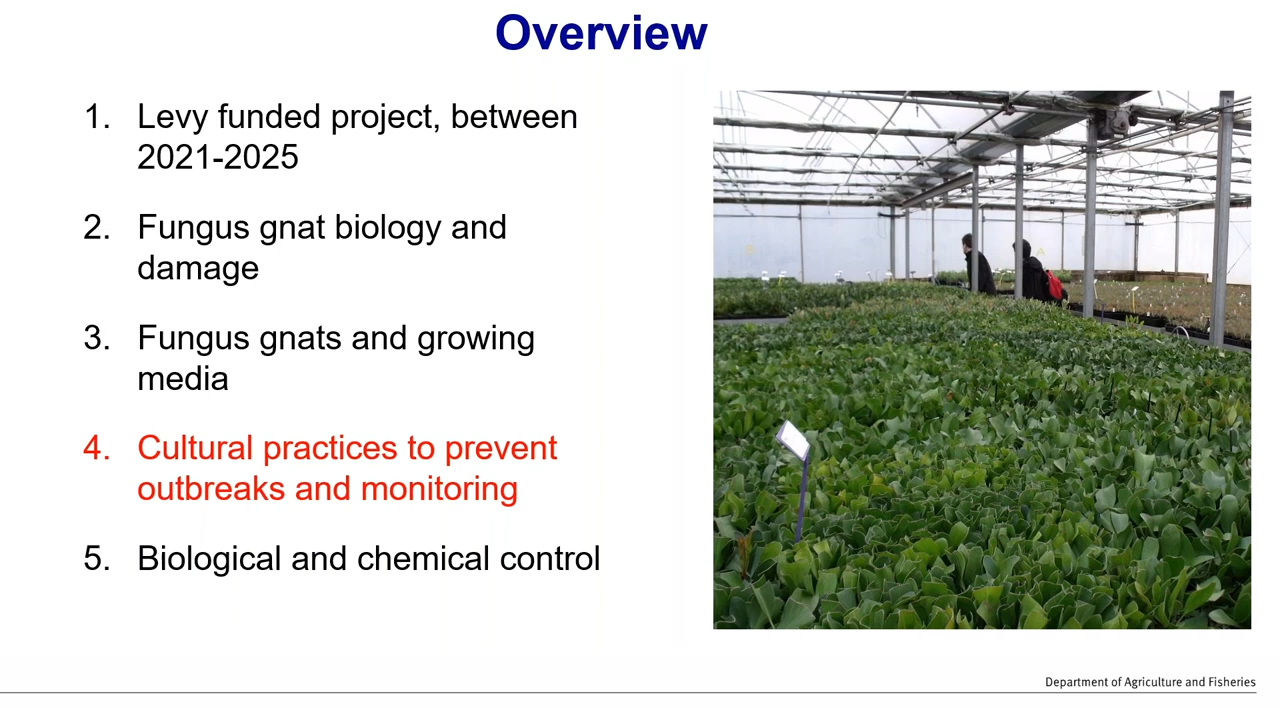 Overview
1. Levy funded project, between
2021-2025
2. Fungus gnat biology and
damage
3. Fungus gnats and growing
media
4. Cultural practices to prevent
outbreaks and monitoring
5. Biological and chemical control
Department of Agriculture and Fisheries